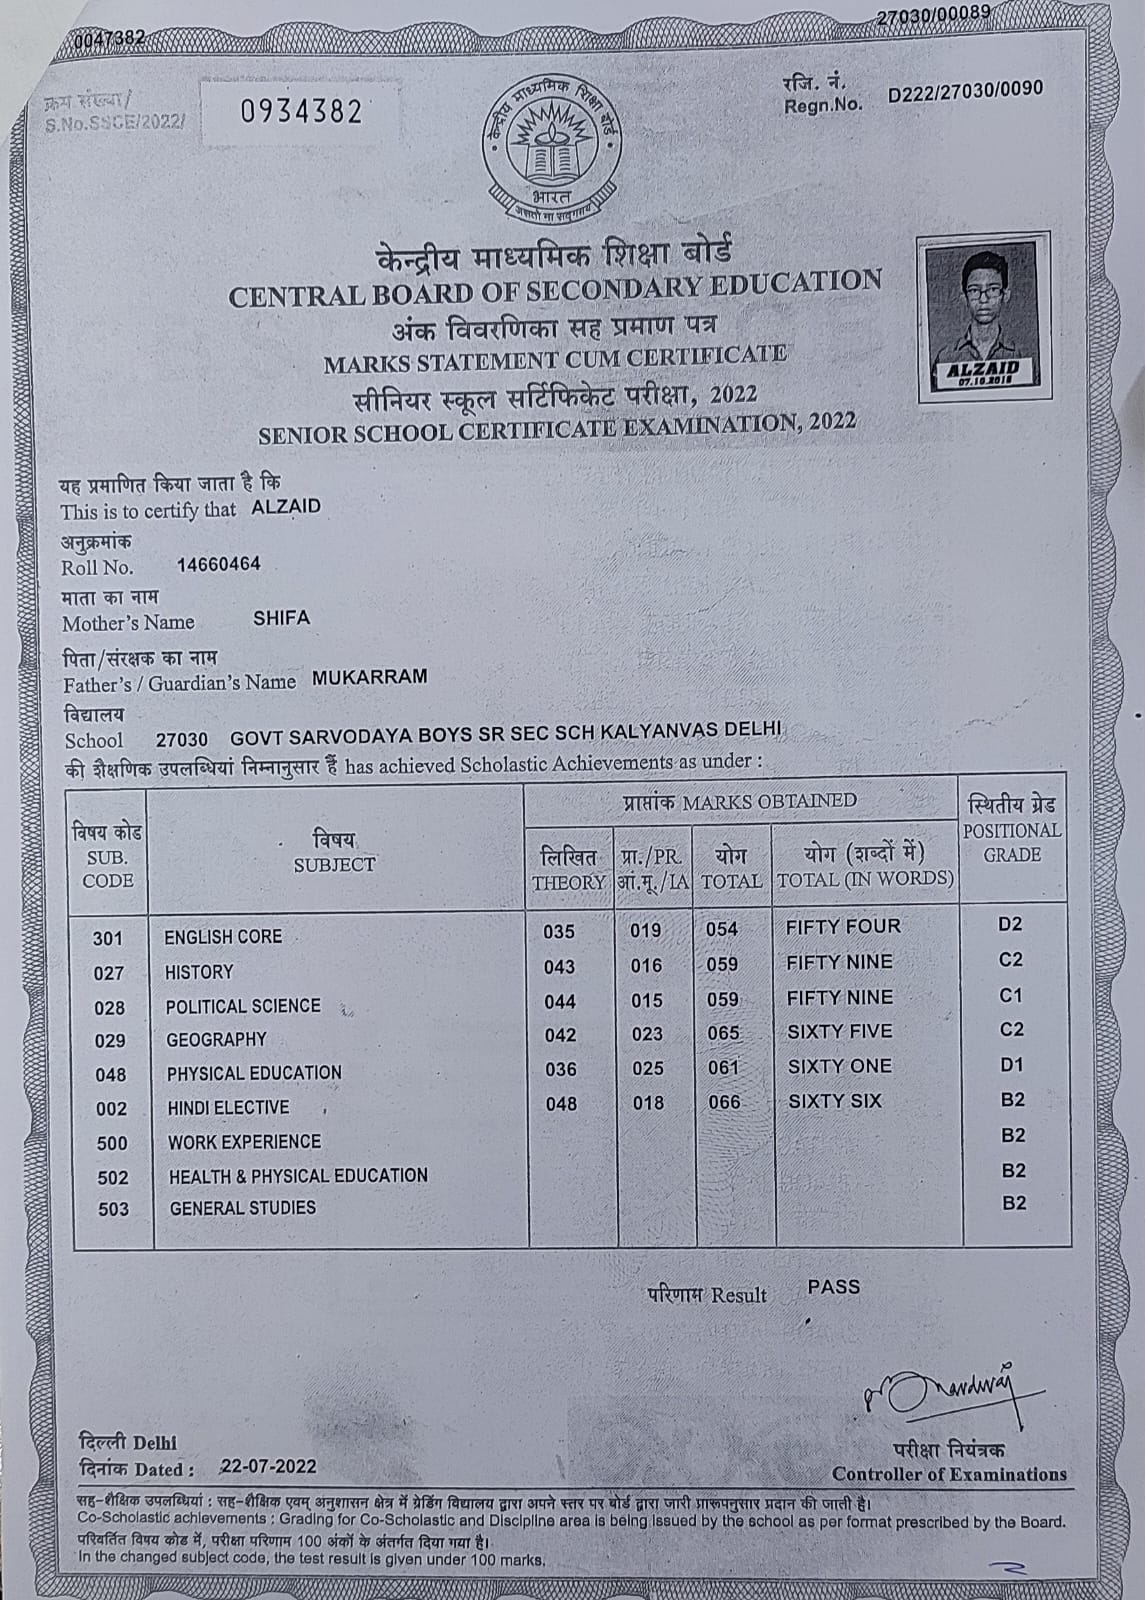 0047382
27030/00089
क्रम संख्या/
S.No.SSCE/2022/
0934382
रजि. नं.
Regn.No. D222/27030/0090
केन्द्रीय माध्यमिक शिक्षा बोर्ड
भारत
असतो मा सद्गमय
केन्द्रीय माध्यमिक शिक्षा बोर्ड
CENTRAL BOARD OF SECONDARY EDUCATION
अंक विवरणिका सह प्रमाण पत्र
MARKS STATEMENT CUM CERTIFICATE
सीनियर स्कूल सर्टिफिकेट परीक्षा, 2022
SENIOR SCHOOL CERTIFICATE EXAMINATION, 2022
ALZAID
07.10.2018
यह प्रमाणित किया जाता है कि
This is to certify that ALZAID
अनुक्रमांक
Roll No. 14660464
माता का नाम
Mother's Name SHIFA
पिता/संरक्षक का नाम
Father's / Guardian's Name MUKARRAM
विद्यालय
School 27030 GOVT SARVODAYA BOYS SR SEC SCH KALYANVAS DELHI
की शैक्षणिक उपलब्धियां निम्नानुसार हैं has achieved Scholastic Achievements as under :
विषय कोड
SUB.
CODE
विषय
SUBJECT
प्राप्तांक MARKS OBTAINED
लिखित
THEORY
प्रा./PR.
आं.मू./IA
योग
TOTAL
योग (शब्दों में)
TOTAL (IN WORDS)
स्थितीय ग्रेड
POSITIONAL
GRADE
301 ENGLISH CORE 035 019 054 FIFTY FOUR D2
027 HISTORY 043 016 059 FIFTY NINE C2
028 POLITICAL SCIENCE 044 015 059 FIFTY NINE C1
029 GEOGRAPHY 042 023 065 SIXTY FIVE C2
048 PHYSICAL EDUCATION 036 025 061 SIXTY ONE D1
002 HINDI ELECTIVE 048 018 066 SIXTY SIX B2
500 WORK EXPERIENCE B2
502 HEALTH & PHYSICAL EDUCATION B2
503 GENERAL STUDIES B2
परिणाम Result PASS
दिल्ली Delhi
दिनांक Dated : 22-07-2022
परीक्षा नियंत्रक
Controller of Examinations
सह-शैक्षिक उपलब्धियां : सह-शैक्षिक एवम् अनुशासन क्षेत्र में ग्रेडिंग विद्यालय द्वारा अपने स्तर पर बोर्ड द्वारा जारी प्रारूपनुसार प्रदान की जाती है।
Co-Scholastic achievements : Grading for Co-Scholastic and Discipline area is being issued by the school as per format prescribed by the Board.
परिवर्तित विषय कोड में, परीक्षा परिणाम 100 अंकों के अंतर्गत दिया गया है।
In the changed subject code, the test result is given under 100 marks.